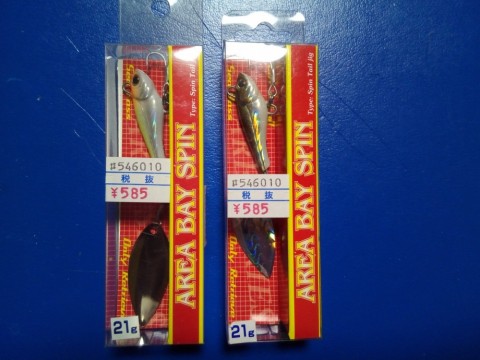 #546010
税 抜
¥585
AREA BAY SPIN
Type: Spin Tail jig
21g
#546010
税 抜
¥585
AREA BAY SPIN
Type: Spin Tail jig
21g